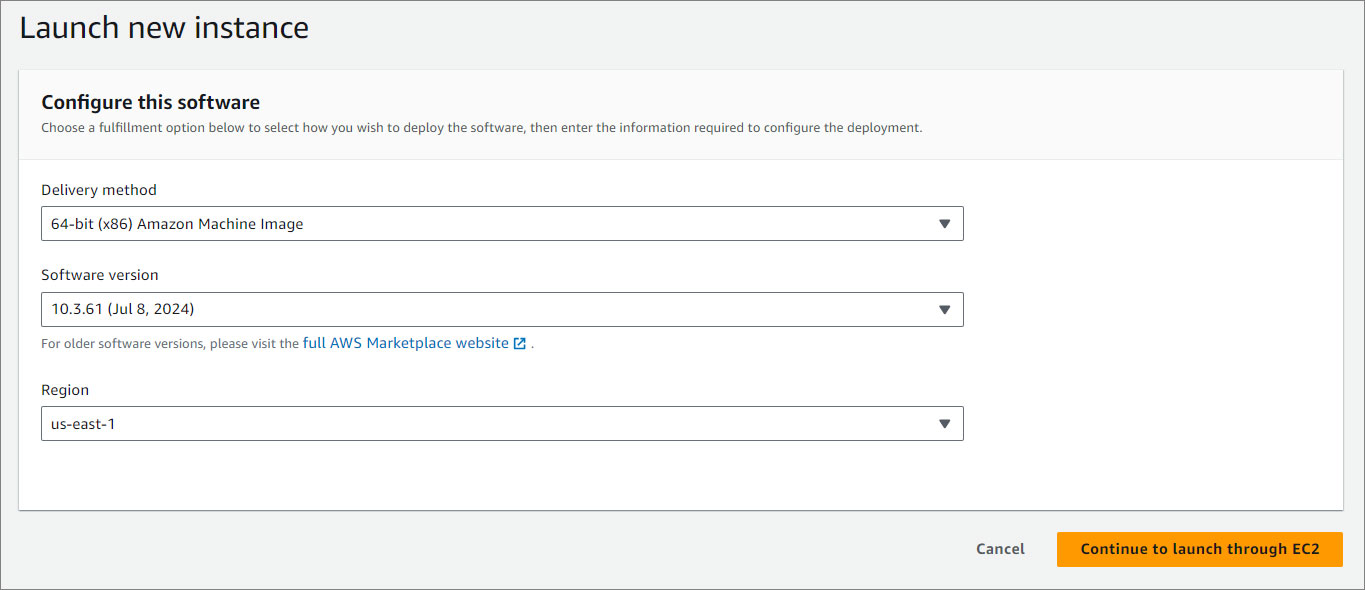 Launch new instance
Configure this software
Choose a fulfillment option below to select how you wish to deploy the software, then enter the information required to configure the deployment.
Delivery method
64-bit (x86) Amazon Machine Image
Software version
10.3.61 (Jul 8, 2024)
For older software versions, please visit the full AWS Marketplace website .
Region
us-east-1
Cancel
Continue to launch through EC2